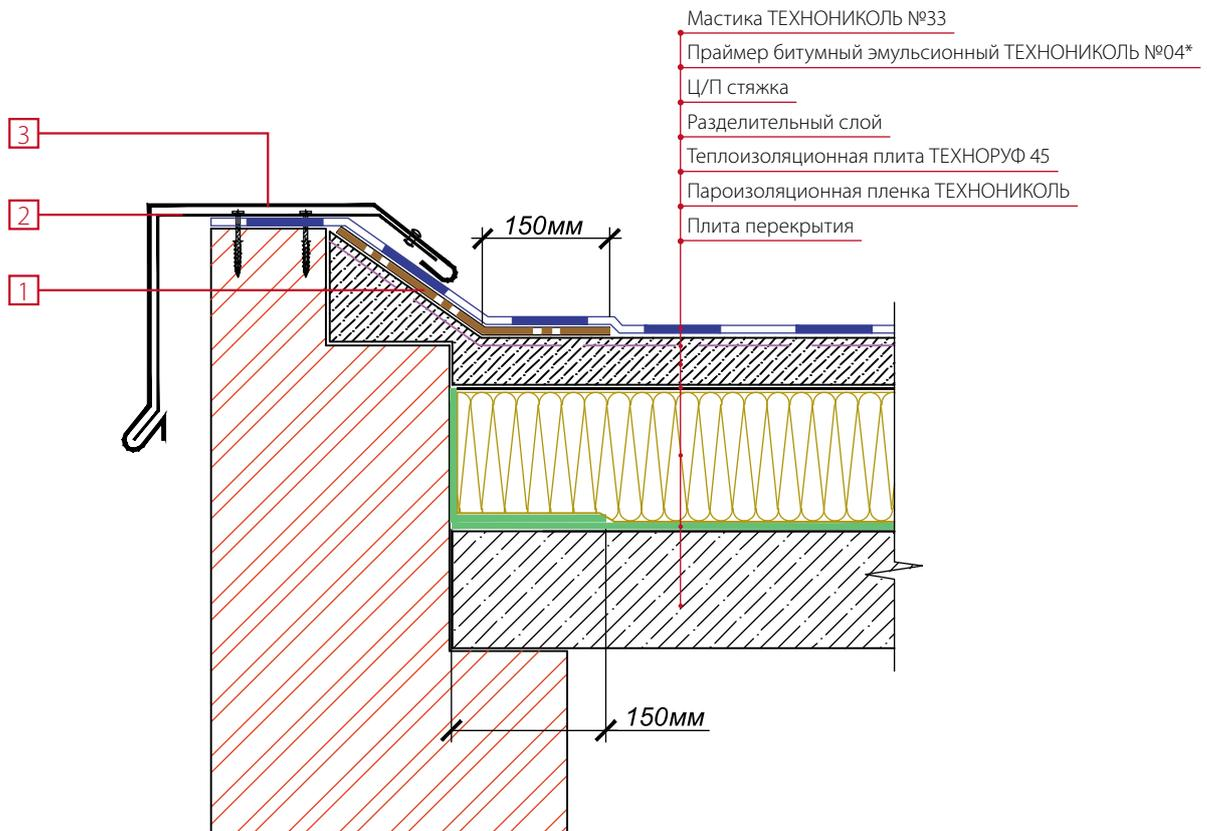 Мастика ТЕХНОНИКОЛЬ №33
Праймер битумный эмульсионный ТЕХНОНИКОЛЬ №04*
Ц/П стяжка
Разделительный слой
Теплоизоляционная плита ТЕХНОРУФ 45
Пароизоляционная пленка ТЕХНОНИКОЛЬ
Плита перекрытия
3
2
1
150мм
150мм